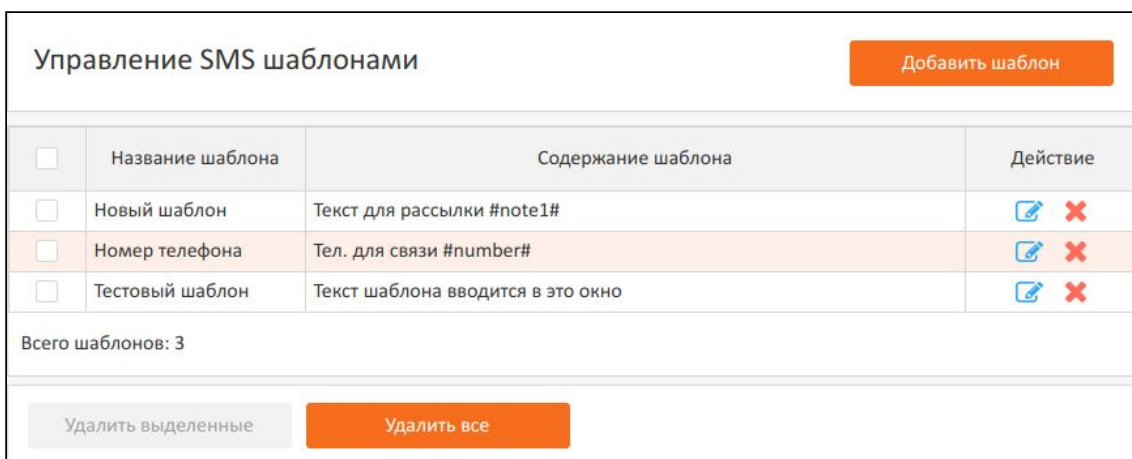 Управление SMS шаблонами
Добавить шаблон
Название шаблона Содержание шаблона Действие
Новый шаблон Текст для рассылки #note1#
Номер телефона Тел. для связи #number#
Тестовый шаблон Текст шаблона вводится в это окно
Всего шаблонов: 3
Удалить выделенные Удалить все